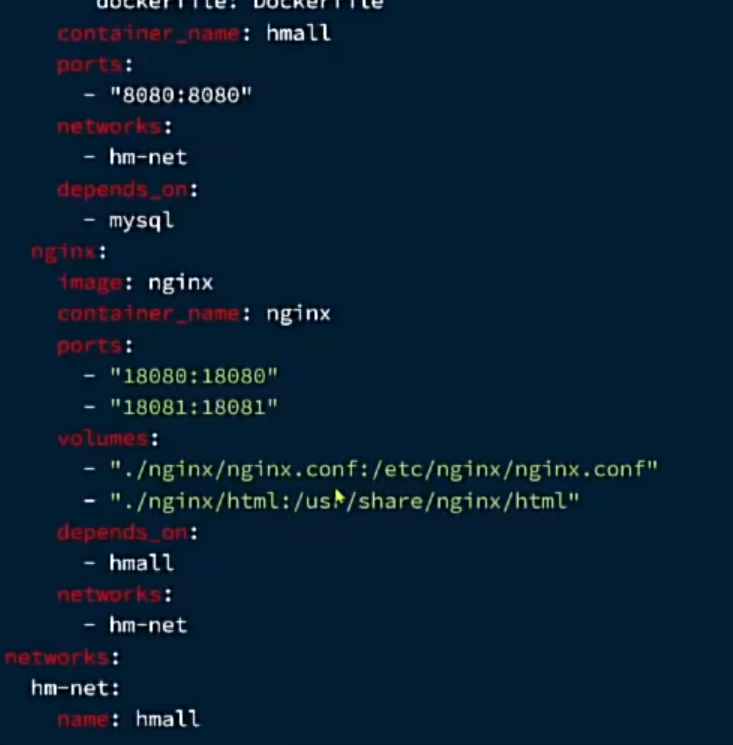 dockerfile: Dockerfile
container_name: hmall
ports:
- "8080:8080"
networks:
- hm-net
depends_on:
- mysql
nginx:
image: nginx
container_name: nginx
ports:
- "18080:18080"
- "18081:18081"
volumes:
- "./nginx/nginx.conf:/etc/nginx/nginx.conf"
- "./nginx/html:/usr/share/nginx/html"
depends_on:
- hmall
networks:
- hm-net
networks:
hm-net:
name: hmall